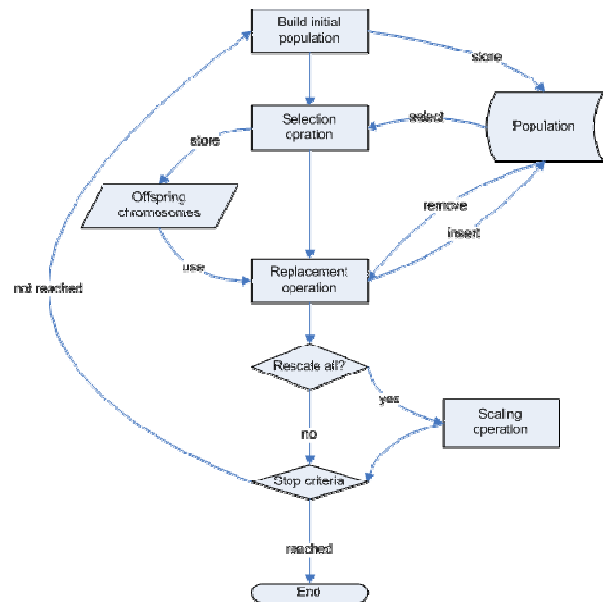 Build initial
population
store
Selection
opration
select
Population
store
Offspring
chromosomes
remove
insert
use
Replacement
operation
not reached
Rescale all?
yes
Scaling
operation
no
Stop criteria
reached
End